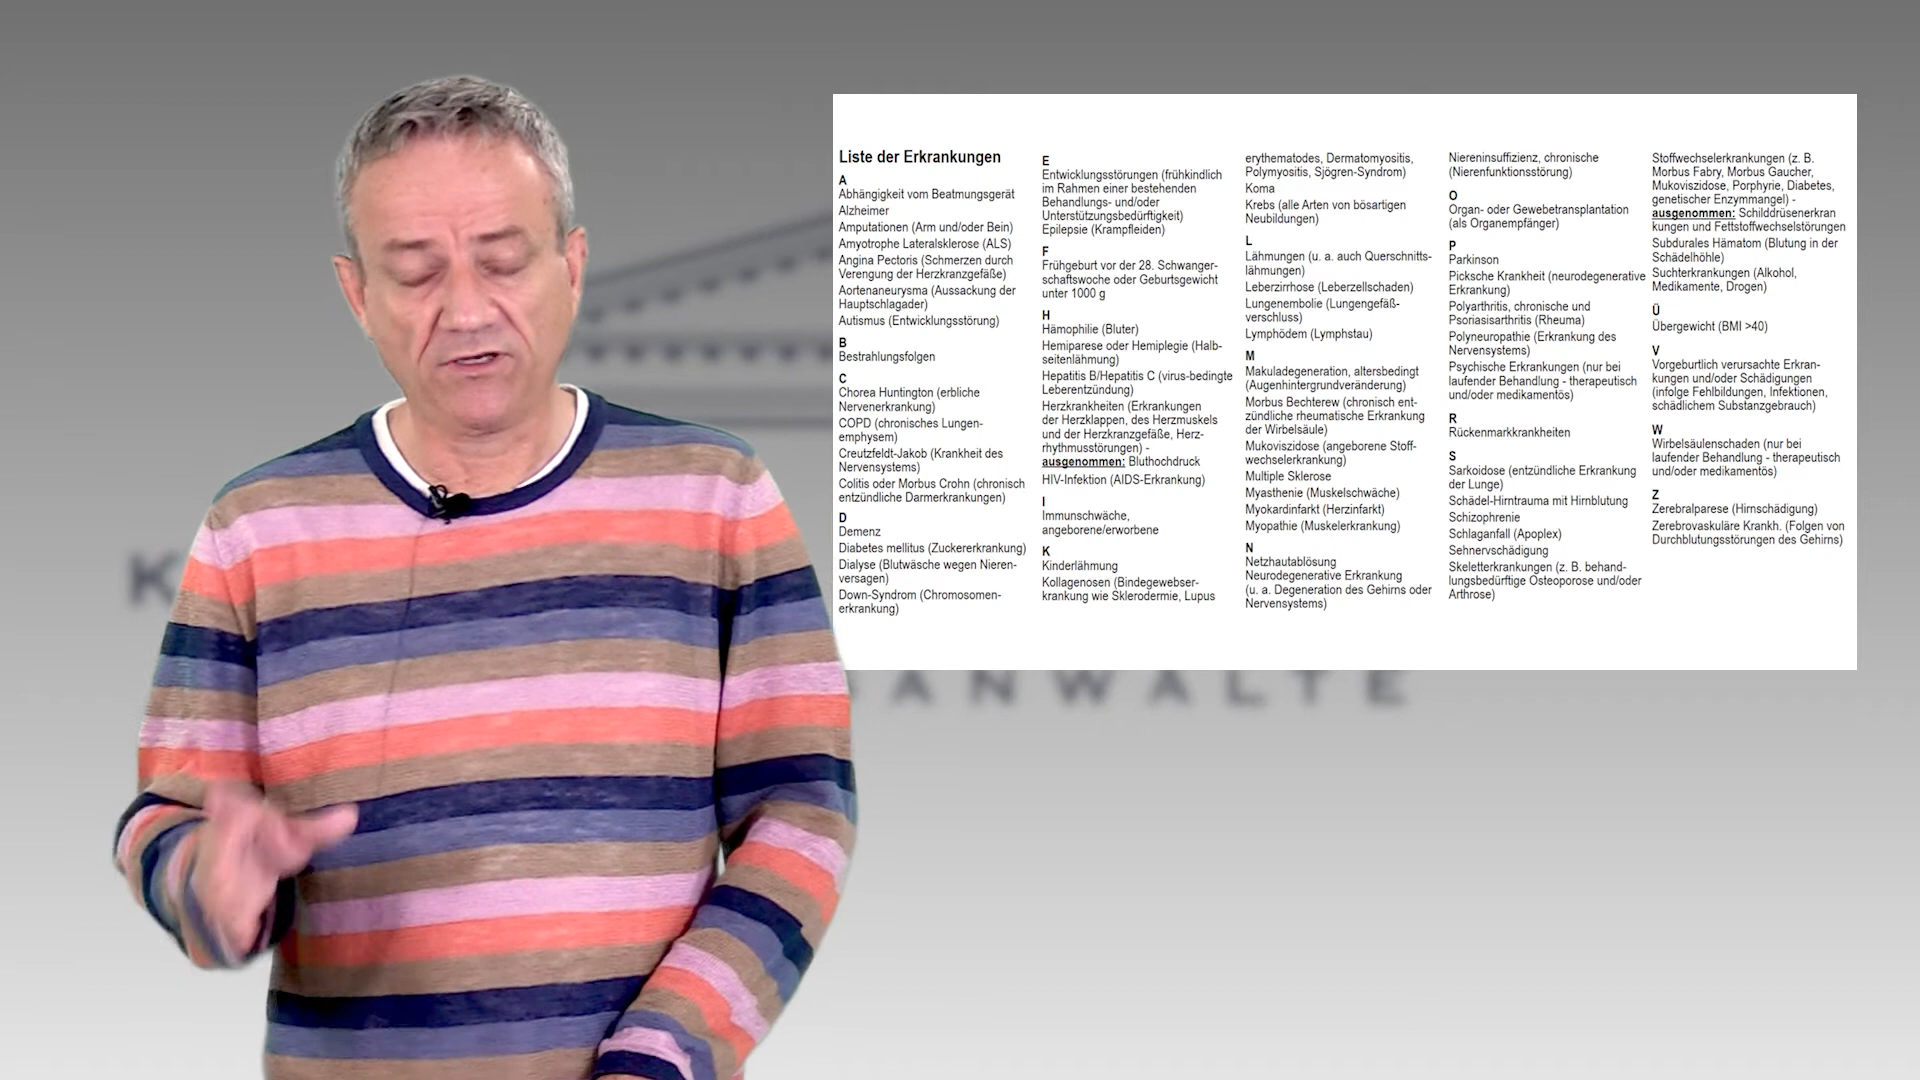 Liste der Erkrankungen
A
Abhängigkeit vom Beatmungsgerät
Alzheimer
Amputationen (Arm und/oder Bein)
Amyotrophe Lateralsklerose (ALS)
Angina Pectoris (Schmerzen durch
Verengung der Herzkranzgefäße)
Aortenaneurysma (Aussackung der
Hauptschlagader)
Autismus (Entwicklungsstörung)
B
Bestrahlungsfolgen
C
Chorea Huntington (erbliche
Nervenerkrankung)
COPD (chronisches Lungen-
emphysem)
Creutzfeldt-Jakob (Krankheit des
Nervensystems)
Colitis oder Morbus Crohn (chronisch
entzündliche Darmerkrankungen)
D
Demenz
Diabetes mellitus (Zuckererkrankung)
Dialyse (Blutwäsche wegen Nieren-
versagen)
Down-Syndrom (Chromosomen-
erkrankung)
E
Entwicklungsstörungen (frühkindlich
im Rahmen einer bestehenden
Behandlungs- und/oder
Unterstützungsbedürftigkeit)
Epilepsie (Krampfleiden)
F
Frühgeburt vor der 28. Schwanger-
schaftswoche oder Geburtsgewicht
unter 1000 g
H
Hämophilie (Bluter)
Hemiparese oder Hemiplegie (Halb-
seitenlähmung)
Hepatitis B/Hepatitis C (virus-bedingte
Leberentzündung)
Herzkrankheiten (Erkrankungen
der Herzklappen, des Herzmuskels
und der Herzkranzgefäße, Herz-
rhythmusstörungen) -
ausgenommen: Bluthochdruck
HIV-Infektion (AIDS-Erkrankung)
I
Immunschwäche,
angeborene/erworbene
K
Kinderlähmung
Kollagenosen (Bindegewebser-
krankung wie Sklerodermie, Lupus
erythematodes, Dermatomyositis,
Polymyositis, Sjögren-Syndrom)
Koma
Krebs (alle Arten von bösartigen
Neubildungen)
L
Lähmungen (u. a. auch Querschnitts-
lähmungen)
Leberzirrhose (Leberzellschaden)
Lungenembolie (Lungengefäß-
verschluss)
Lymphödem (Lymphstau)
M
Makuladegeneration, altersbedingt
(Augenhintergrundveränderung)
Morbus Bechterew (chronisch ent-
zündliche rheumatische Erkrankung
der Wirbelsäule)
Mukoviszidose (angeborene Stoff-
wechselerkrankung)
Multiple Sklerose
Myasthenie (Muskelschwäche)
Myokardinfarkt (Herzinfarkt)
Myopathie (Muskelerkrankung)
N
Netzhautablösung
Neurodegenerative Erkrankung
(u. a. Degeneration des Gehirns oder
Nervensystems)
Niereninsuffizienz, chronische
(Nierenfunktionsstörung)
O
Organ- oder Gewebetransplantation
(als Organempfänger)
P
Parkinson
Picksche Krankheit (neurodegenerative
Erkrankung)
Polyarthritis, chronische und
Psoriasisarthritis (Rheuma)
Polyneuropathie (Erkrankung des
Nervensystems)
Psychische Erkrankungen (nur bei
laufender Behandlung - therapeutisch
und/oder medikamentös)
R
Rückenmarkkrankheiten
S
Sarkoidose (entzündliche Erkrankung
der Lunge)
Schädel-Hirntrauma mit Hirnblutung
Schizophrenie
Schlaganfall (Apoplex)
Sehnervschädigung
Skeletterkrankungen (z. B. behand-
lungsbedürftige Osteoporose und/oder
Arthrose)
Stoffwechselerkrankungen (z. B.
Morbus Fabry, Morbus Gaucher,
Mukoviszidose, Porphyrie, Diabetes,
genetischer Enzymmangel) -
ausgenommen: Schilddrüsenerkran
kungen und Fettstoffwechselstörungen
Subdurales Hämatom (Blutung in der
Schädelhöhle)
Suchterkrankungen (Alkohol,
Medikamente, Drogen)
Ü
Übergewicht (BMI >40)
V
Vorgeburtlich verursachte Erkran-
kungen und/oder Schädigungen
(infolge Fehlbildungen, Infektionen,
schädlichem Substanzgebrauch)
W
Wirbelsäulenschaden (nur bei
laufender Behandlung - therapeutisch
und/oder medikamentös)
Z
Zerebralparese (Hirnschädigung)
Zerebrovaskuläre Krankh. (Folgen von
Durchblutungsstörungen des Gehirns)
K
ANWÄLTE